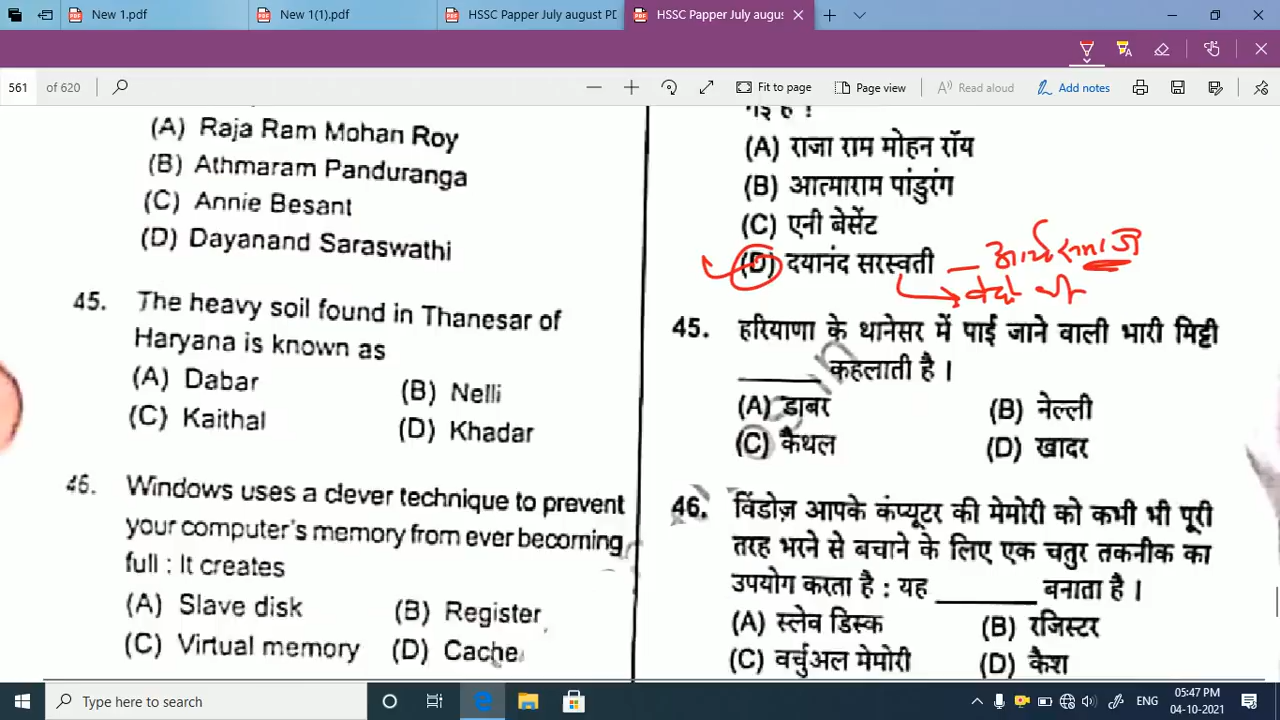 New 1.pdf
New 1(1).pdf
HSSC Papper July august PD
HSSC Papper July augus
561 of 620
Fit to page
Page view
Read aloud
Add notes
(A) Raja Ram Mohan Roy
(B) Athmaram Panduranga
(C) Annie Besant
(D) Dayanand Saraswathi
45. The heavy soil found in Thanesar of
Haryana is known as
(A) Dabar (B) Nelli
(C) Kaithal (D) Khadar
46. Windows uses a clever technique to prevent
your computer's memory from ever becoming
full : It creates
(A) Slave disk (B) Register
(C) Virtual memory (D) Cache
गई है ?
(A) राजा राम मोहन रॉय
(B) आत्माराम पांडुरंग
(C) एनी बेसेंट
(D) दयानंद सरस्वती – आर्य समाज
45. हरियाणा के थानेसर में पाई जाने वाली भारी मिट्टी
______ कहलाती है ।
(A) डाबर (B) नेल्ली
(C) कैथल (D) खादर
46. विंडोज़ आपके कंप्यूटर की मेमोरी को कभी भी पूरी
तरह भरने से बचाने के लिए एक चतुर तकनीक का
उपयोग करता है : यह ________ बनाता है ।
(A) स्लेव डिस्क (B) रजिस्टर
(C) वर्चुअल मेमोरी (D) कैश
Type here to search
ENG
05:47 PM
04-10-2021